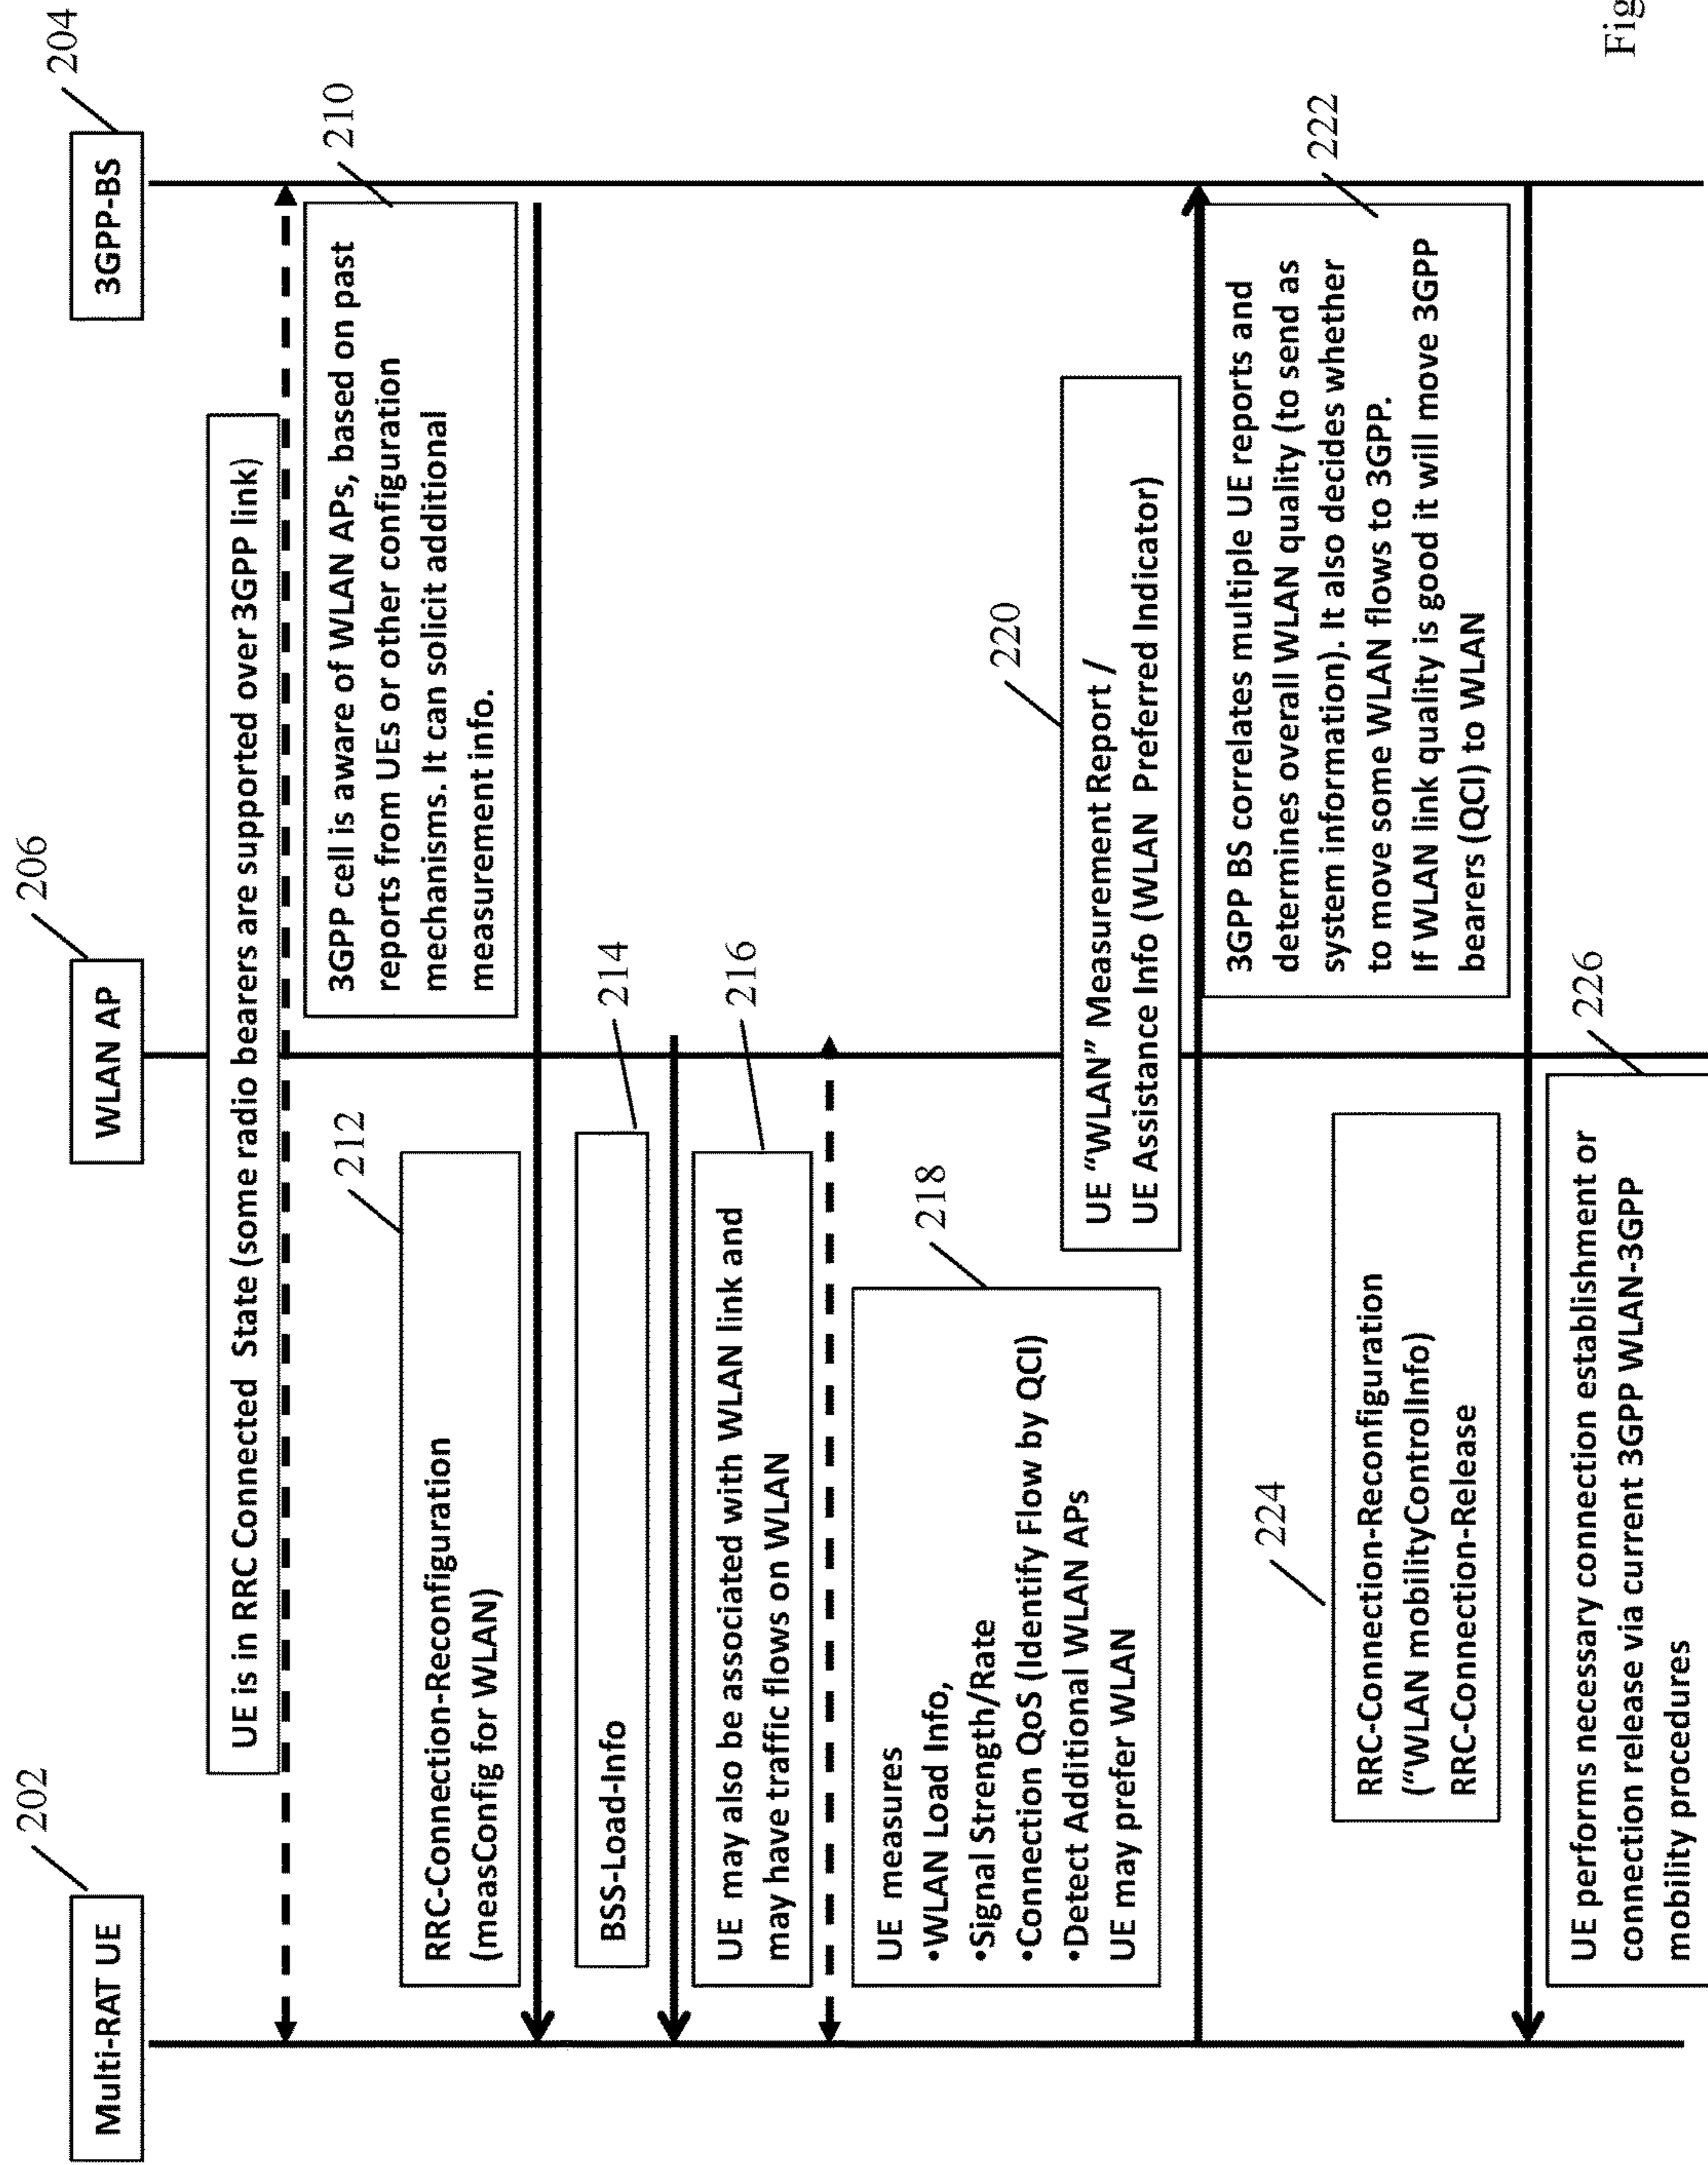 202
206
204
Multi-RAT UE
WLAN AP
3GPP-BS
UE is in RRC Connected State (some radio bearers are supported over 3GPP link)
210
3GPP cell is aware of WLAN APs, based on past
reports from UEs or other configuration
mechanisms. It can solicit additional
measurement info.
212
RRC-Connection-Reconfiguration
(measConfig for WLAN)
214
BSS-Load-Info
216
UE may also be associated with WLAN link and
may have traffic flows on WLAN
218
UE measures
•WLAN Load Info,
•Signal Strength/Rate
•Connection QoS (Identify Flow by QCI)
•Detect Additional WLAN APs
UE may prefer WLAN
220
UE “WLAN” Measurement Report /
UE Assistance Info (WLAN Preferred Indicator)
222
3GPP BS correlates multiple UE reports and
determines overall WLAN quality (to send as
system information). It also decides whether
to move some WLAN flows to 3GPP.
If WLAN link quality is good it will move 3GPP
bearers (QCI) to WLAN
224
RRC-Connection-Reconfiguration
(“WLAN mobilityControlInfo)
RRC-Connection-Release
226
UE performs necessary connection establishment or
connection release via current 3GPP WLAN-3GPP
mobility procedures
Fig